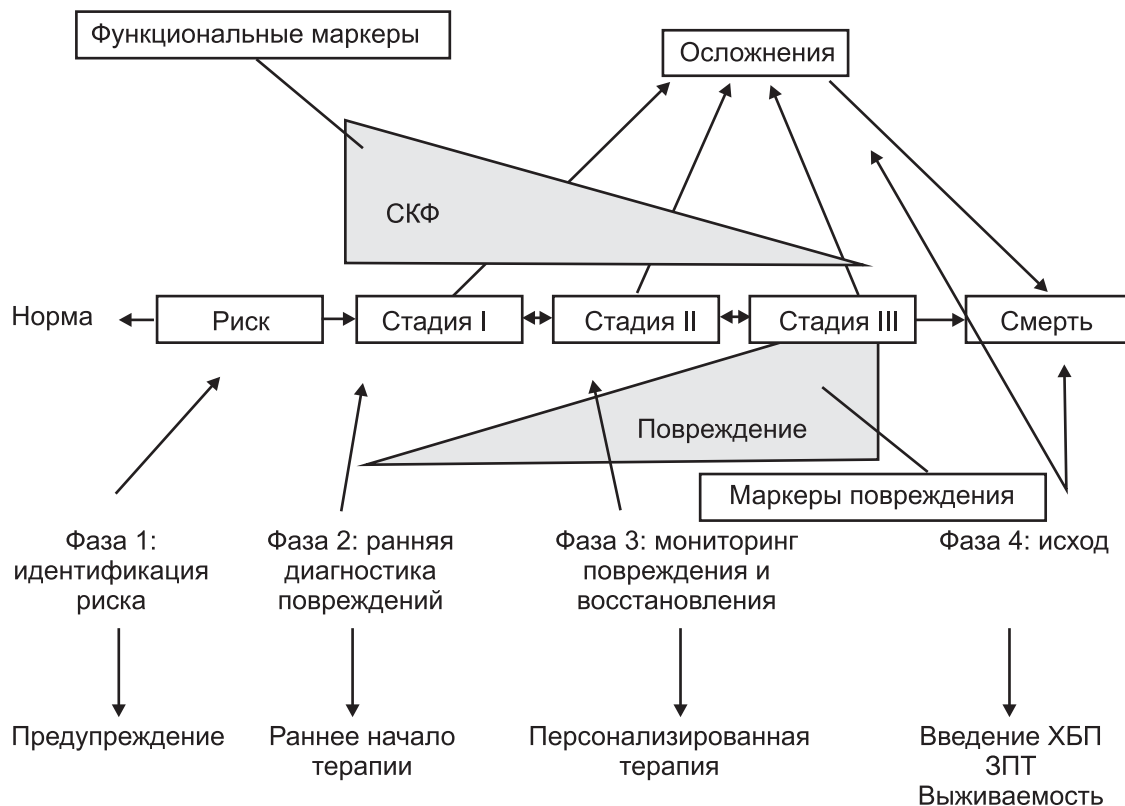 Функциональные маркеры
Осложнения
СКФ
Норма
Риск
Стадия I
Стадия II
Стадия III
Смерть
Повреждение
Маркеры повреждения
Фаза 1:
идентификация
риска
Фаза 2: ранняя
диагностика
повреждений
Фаза 3: мониторинг
повреждения и
восстановления
Фаза 4: исход
Предупреждение
Раннее начало
терапии
Персонализированная
терапия
Введение ХБП
ЗПТ
Выживаемость